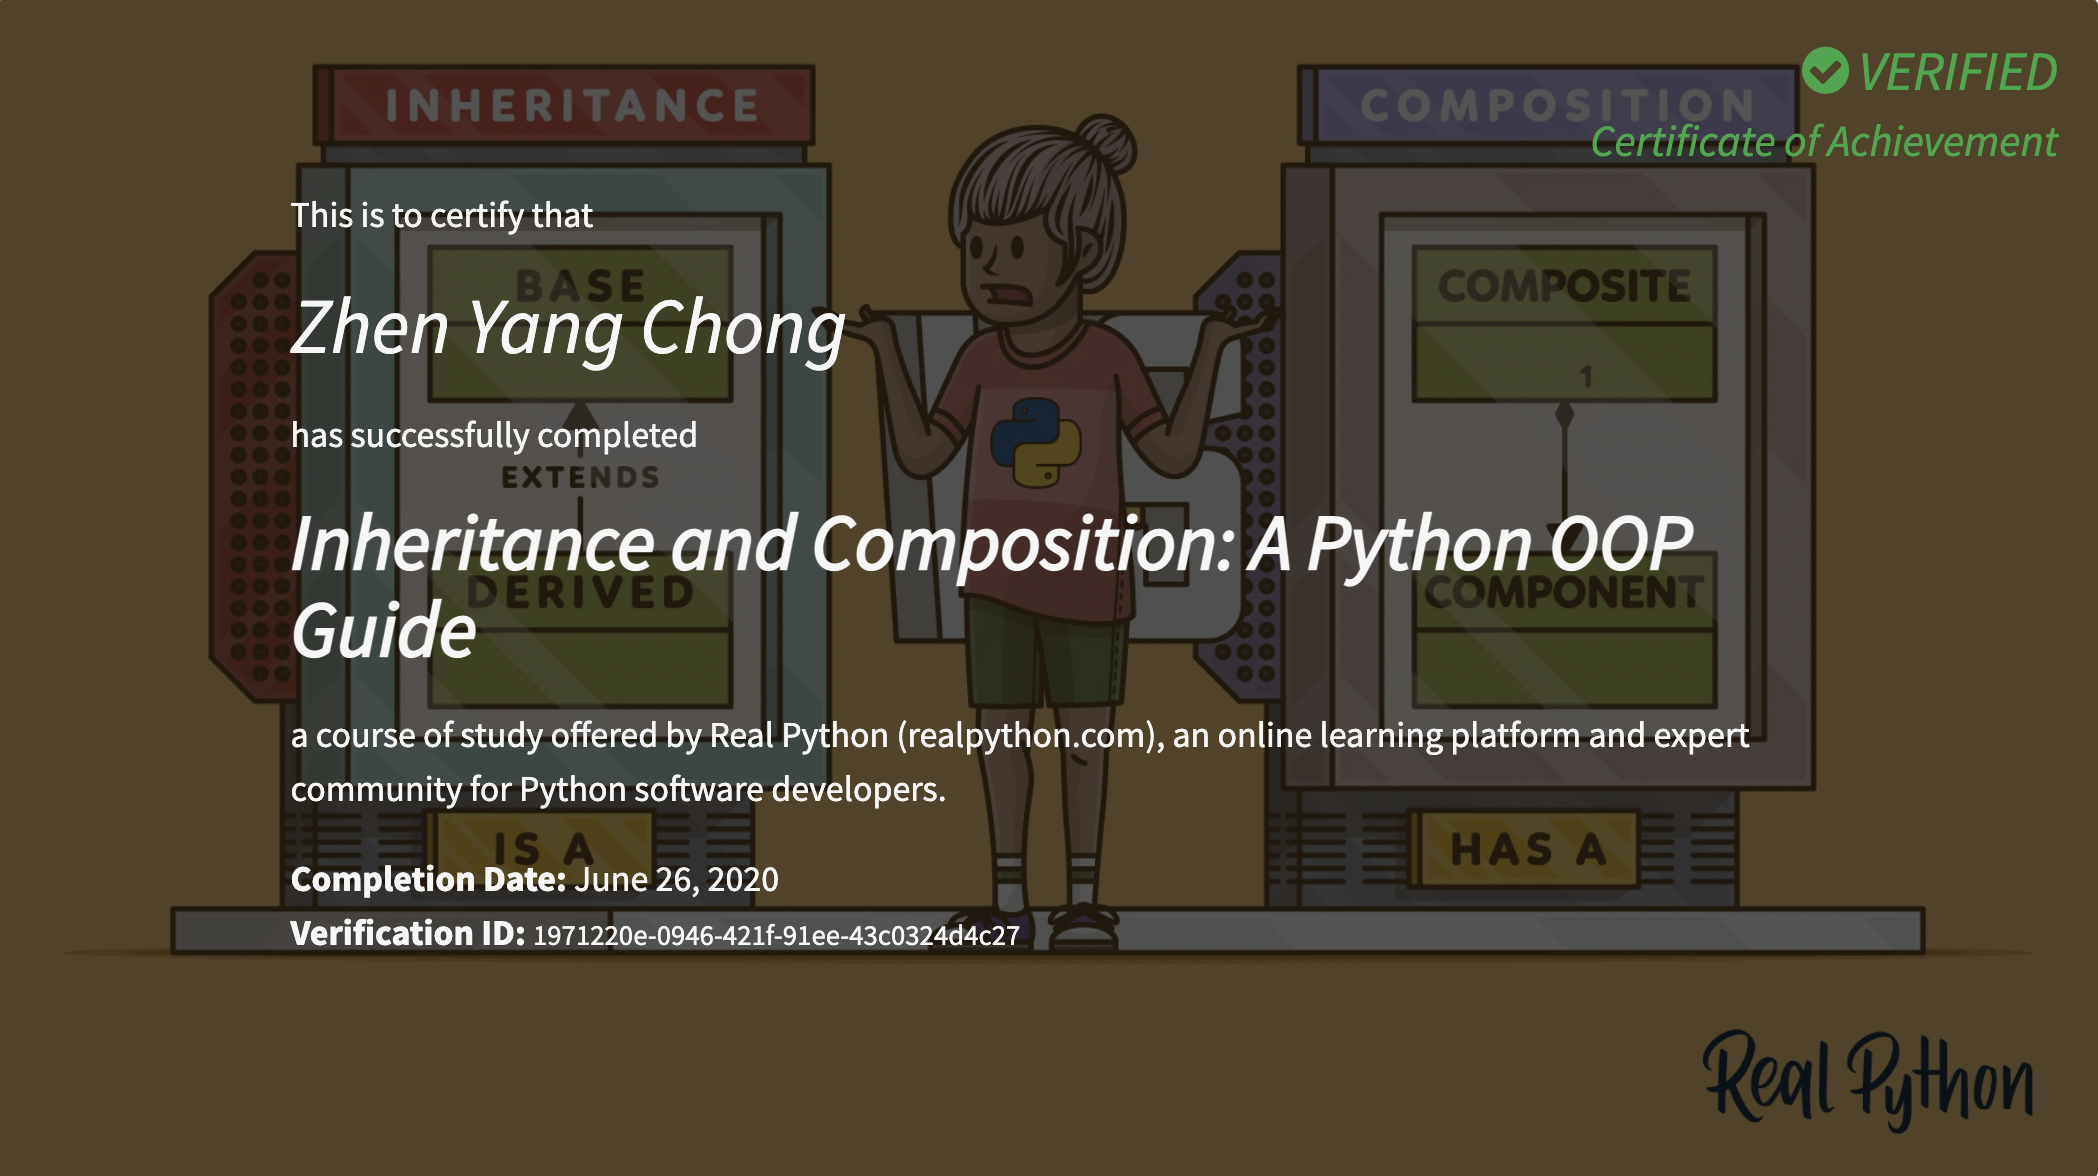 VERIFIED
Certificate of Achievement
INHERITANCE
COMPOSITION
This is to certify that
BASE
COMPOSITE
Zhen Yang Chong
1
has successfully completed
EXTENDS
Inheritance and Composition: A Python OOP
Guide
DERIVED
COMPONENT
a course of study offered by Real Python (realpython.com), an online learning platform and expert
community for Python software developers.
IS A
HAS A
Completion Date: June 26, 2020
Verification ID: 1971220e-0946-421f-91ee-43c0324d4c27
Real Python